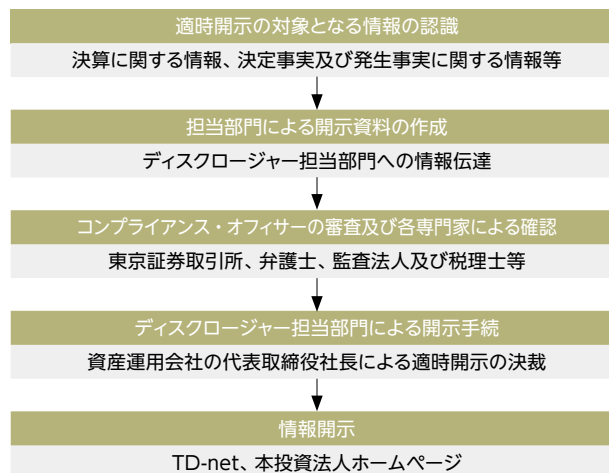 適時開示の対象となる情報の認識
決算に関する情報、決定事実及び発生事実に関する情報等
担当部門による開示資料の作成
ディスクロージャー担当部門への情報伝達
コンプライアンス・オフィサーの審査及び各専門家による確認
東京証券取引所、弁護士、監査法人及び税理士等
ディスクロージャー担当部門による開示手続
資産運用会社の代表取締役社長による適時開示の決裁
情報開示
TD-net、本投資法人ホームページ